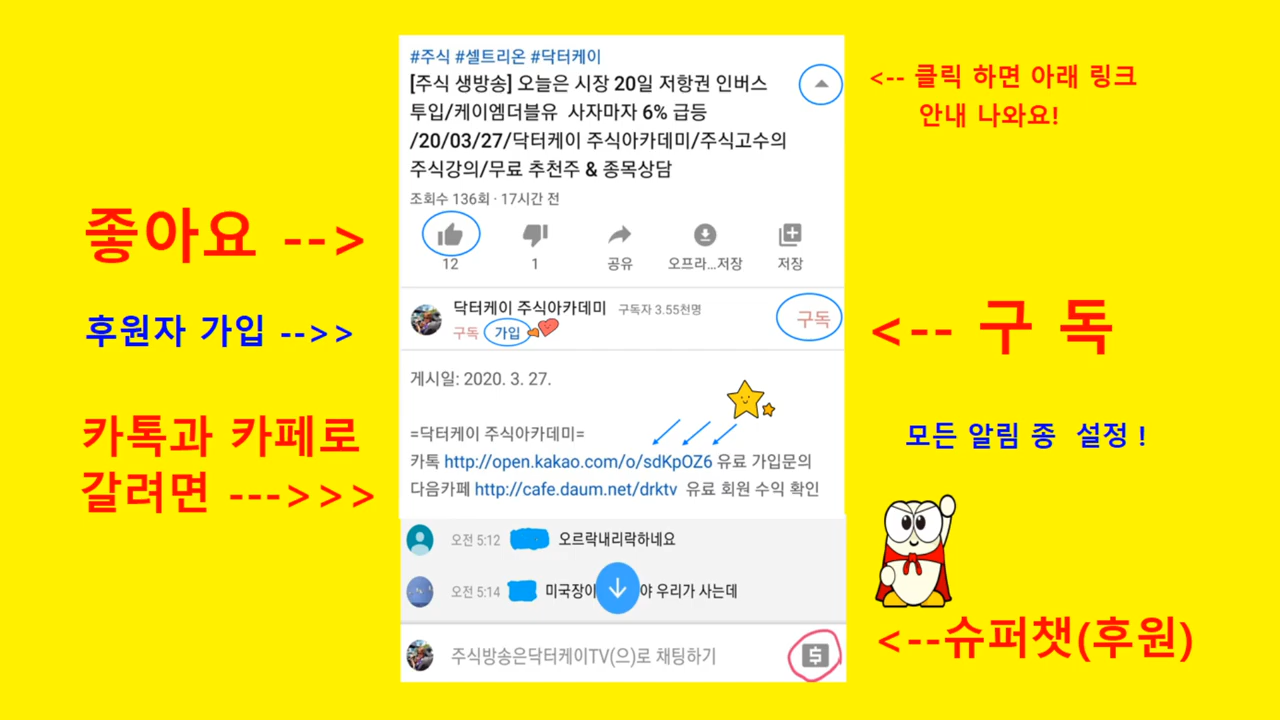 #주식 #셀트리온 #닥터케이
[주식 생방송] 오늘은 시장 20일 저항권 인버스
투입/케이엠더블유 사자마자 6% 급등
/20/03/27/닥터케이 주식아카데미/주식고수의
주식강의/무료 추천주 & 종목상담
조회수 136회 · 17시간 전
12
1
공유
오프라...저장
저장
<-- 클릭 하면 아래 링크
안내 나와요!
좋아요 -->
후원자 가입 -->>
닥터케이 주식아카데미 구독자 3.55천명
구독 가입
구독
<-- 구 독
게시일: 2020. 3. 27.
카톡과 카페로
갈려면 --->>>
모든 알림 종 설정 !
=닥터케이 주식아카데미=
카톡 http://open.kakao.com/o/sdKpOZ6 유료 가입문의
다음카페 http://cafe.daum.net/drktv 유료 회원 수익 확인
오전 5:12 오르락내리락하네요
오전 5:14 미국장이 야 우리가 사는데
주식방송은닥터케이TV(으)로 채팅하기
<--슈퍼챗(후원)